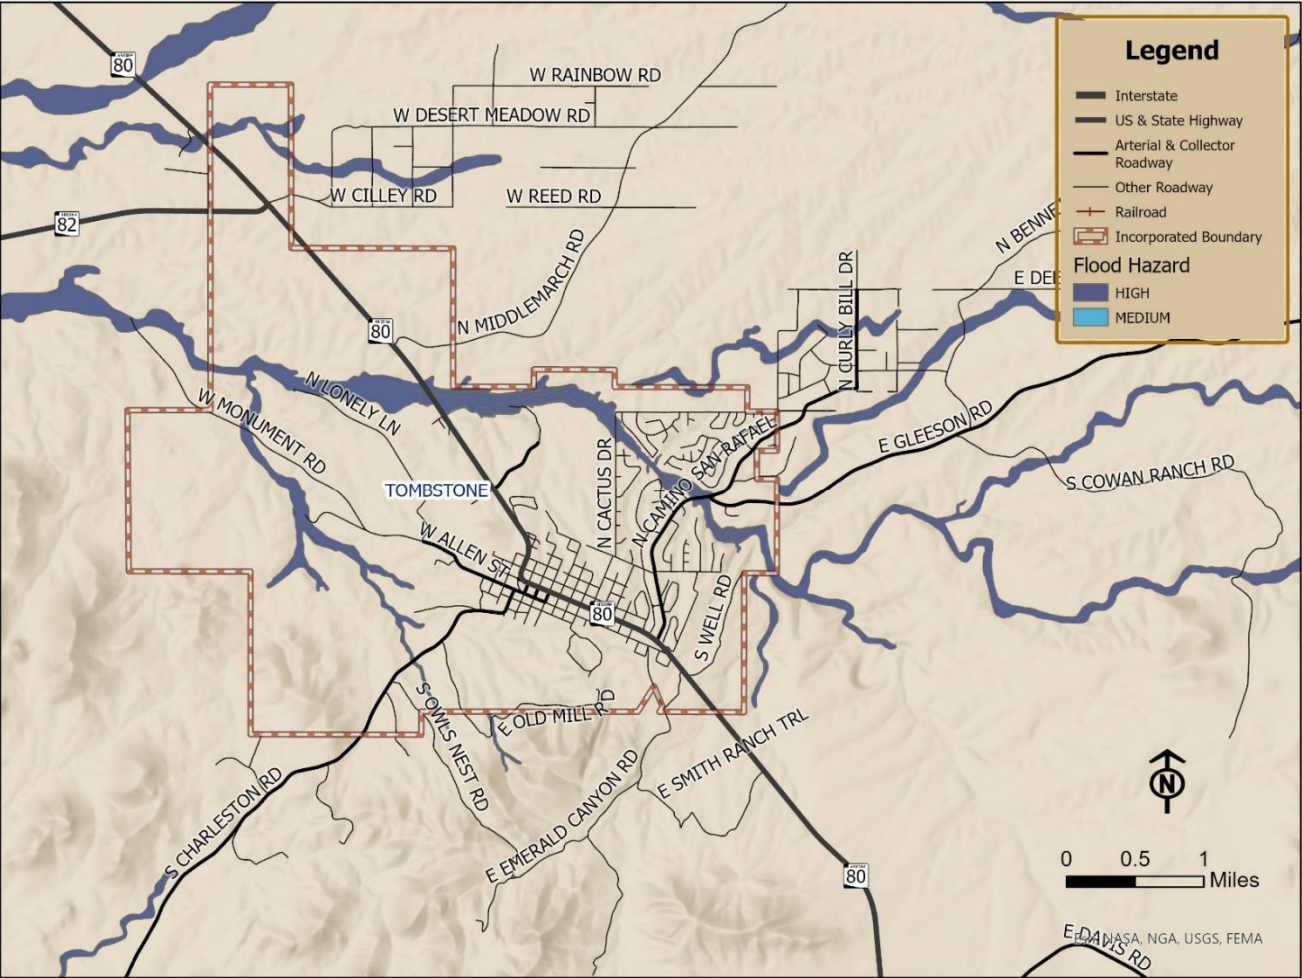 80
W RAINBOW RD
W DESERT MEADOW RD
W CILLEY RD
W REED RD
82
N MIDDLEMARCH RD
80
N LONELY LN
W MONUMENT RD
TOMBSTONE
W ALLEN ST
N CACTUS DR
N CAMINO SAN RAFAEL
N CURLY BILL DR
N BENNE
E DEE
E GLEESON RD
S COWAN RANCH RD
80
S WELL RD
E OLD MILL RD
S OWLS NEST RD
E SMITH RANCH TRL
E EMERALD CANYON RD
S CHARLESTON RD
80
E DAVIS RD
Legend
Interstate
US & State Highway
Arterial & Collector
Roadway
Other Roadway
Railroad
Incorporated Boundary
Flood Hazard
HIGH
MEDIUM
N
0 0.5 1
Miles
Esri, NASA, NGA, USGS, FEMA